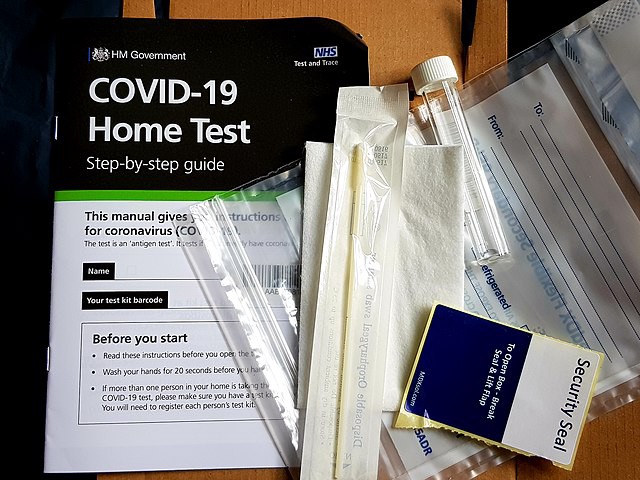 HM Government
NHS
Test and Trace
COVID-19
Home Test
Step-by-step guide
This manual gives you instructions
for coronavirus (COVID-19).
The test is an 'antigen test'. It tests if
have corona
Name
Your test kit barcode
Before you start
• Read these instructions before you open the
• Wash your hands for 20 seconds before you
• If more than one person in your home is taking the
COVID-19 test, please make sure you have a test kit
You will need to register each person's test kit.
Disposable Oropharyngeal swab
To:
From:
efrigerated
Security Seal
To Open Box - Break
Seal & Lift Flap
SADR